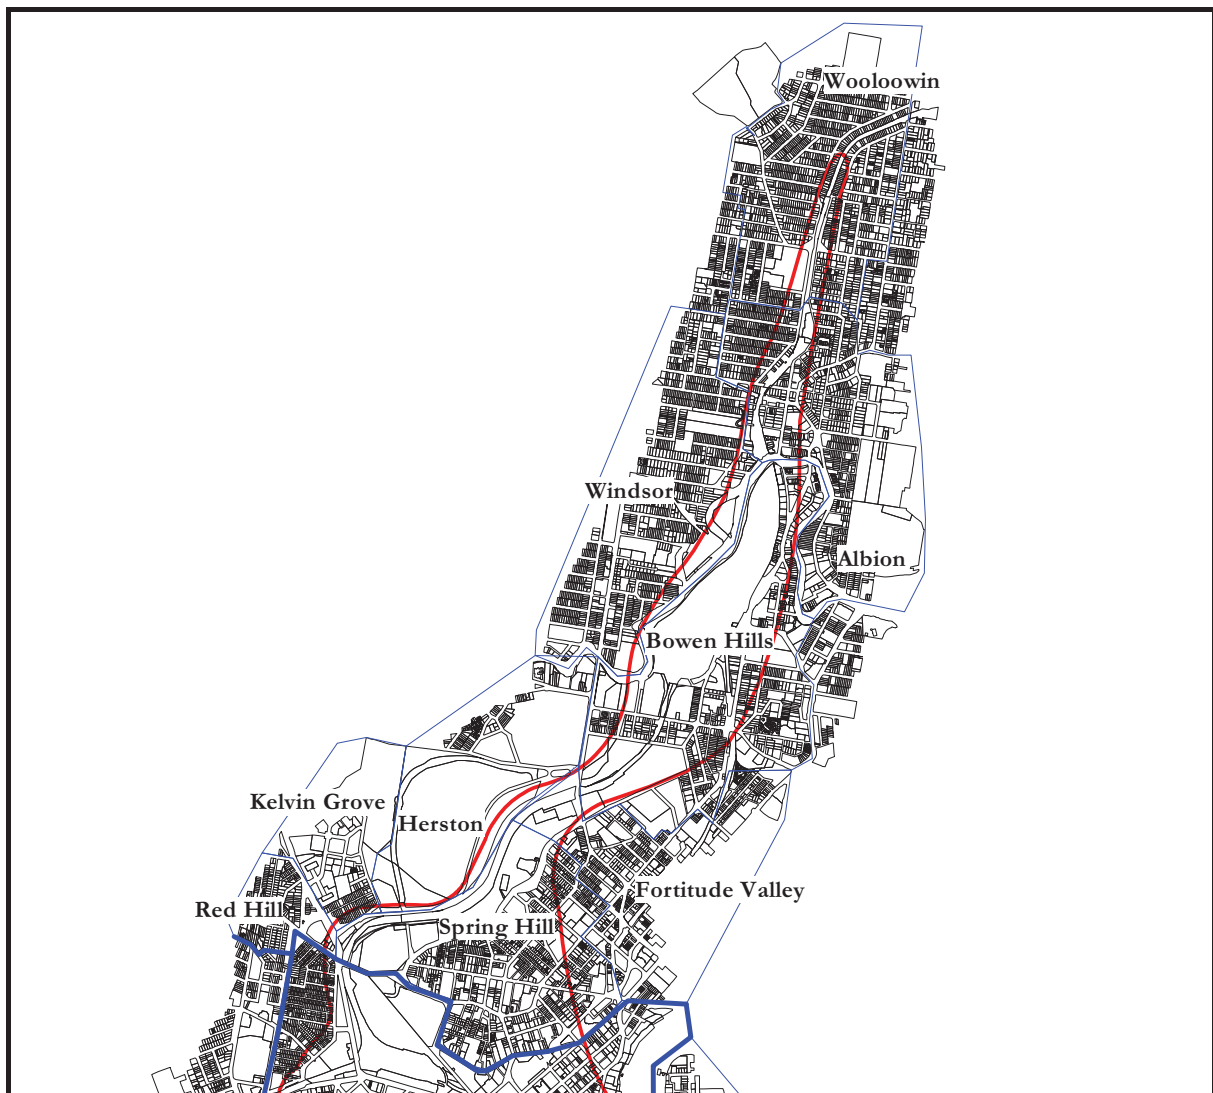 Wooloowin
Windsor
Albion
Bowen Hills
Kelvin Grove
Herston
Fortitude Valley
Red Hill
Spring Hill